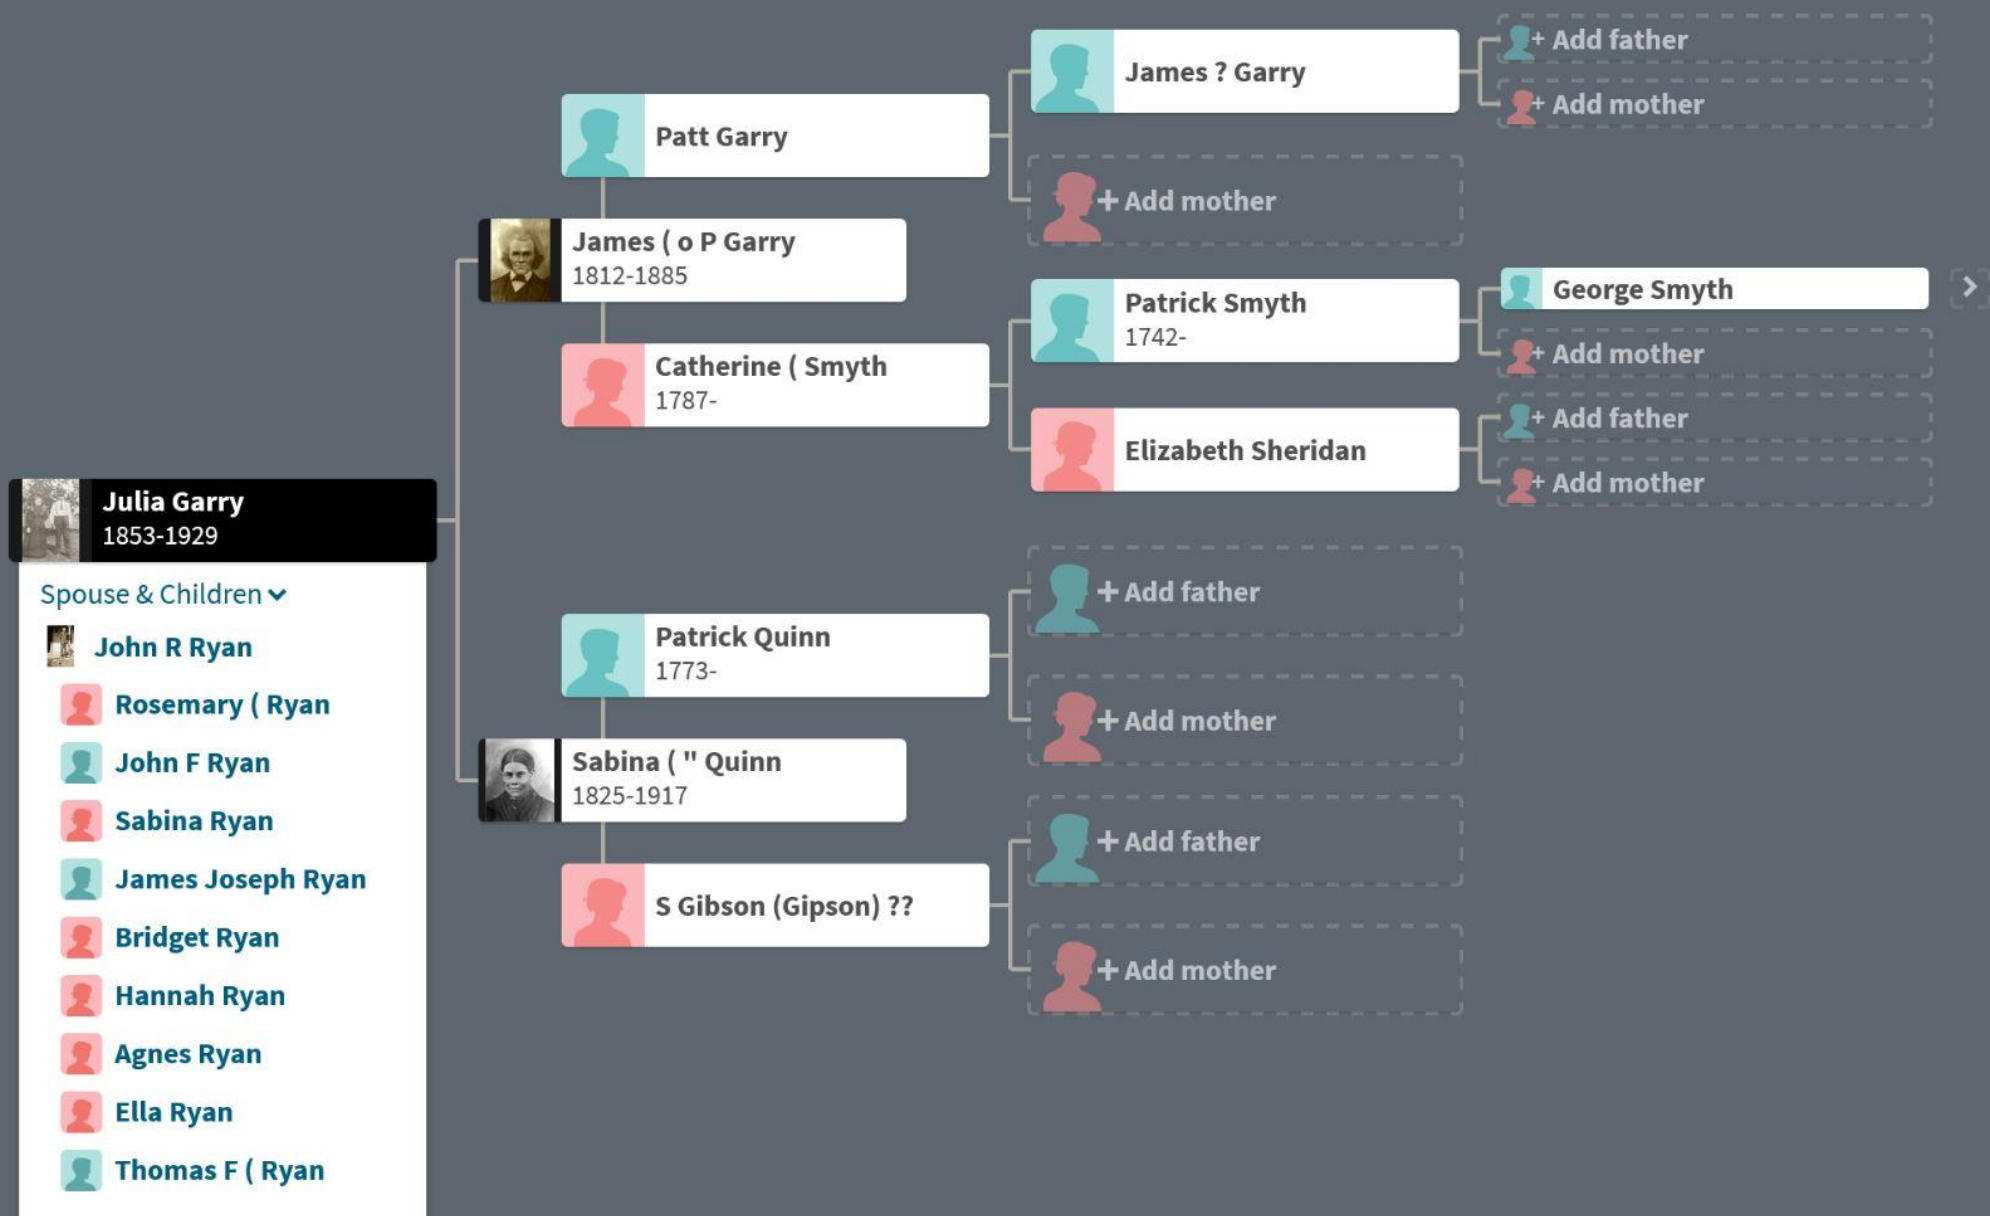 James ? Garry
+ Add father
+ Add mother
Patt Garry
+ Add mother
James ( o P Garry
1812-1885
Patrick Smyth
1742-
George Smyth
+ Add mother
Catherine ( Smyth
1787-
Elizabeth Sheridan
+ Add father
+ Add mother
Julia Garry
1853-1929
Spouse & Children
John R Ryan
Rosemary ( Ryan
John F Ryan
Sabina Ryan
James Joseph Ryan
Bridget Ryan
Hannah Ryan
Agnes Ryan
Ella Ryan
Thomas F ( Ryan
Patrick Quinn
1773-
+ Add father
+ Add mother
Sabina ( " Quinn
1825-1917
S Gibson (Gipson) ??
+ Add father
+ Add mother